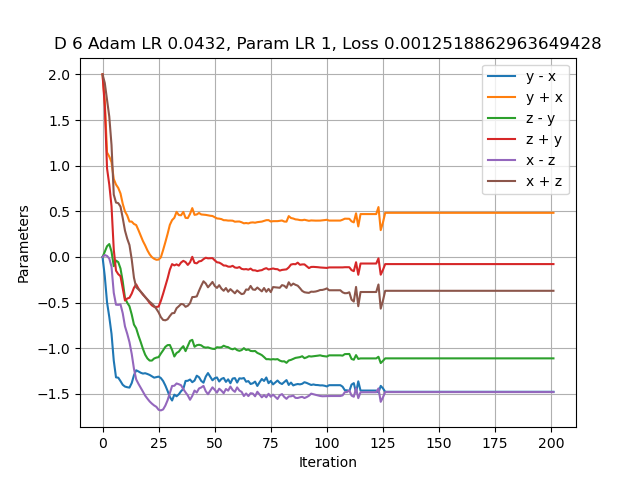 D 6 Adam LR 0.0432, Param LR 1, Loss 0.0012518862963649428
y - x
y + x
z - y
z + y
x - z
x + z
2.0
1.5
1.0
0.5
0.0
−0.5
−1.0
−1.5
Parameters
0
25
50
75
100
125
150
175
200
Iteration